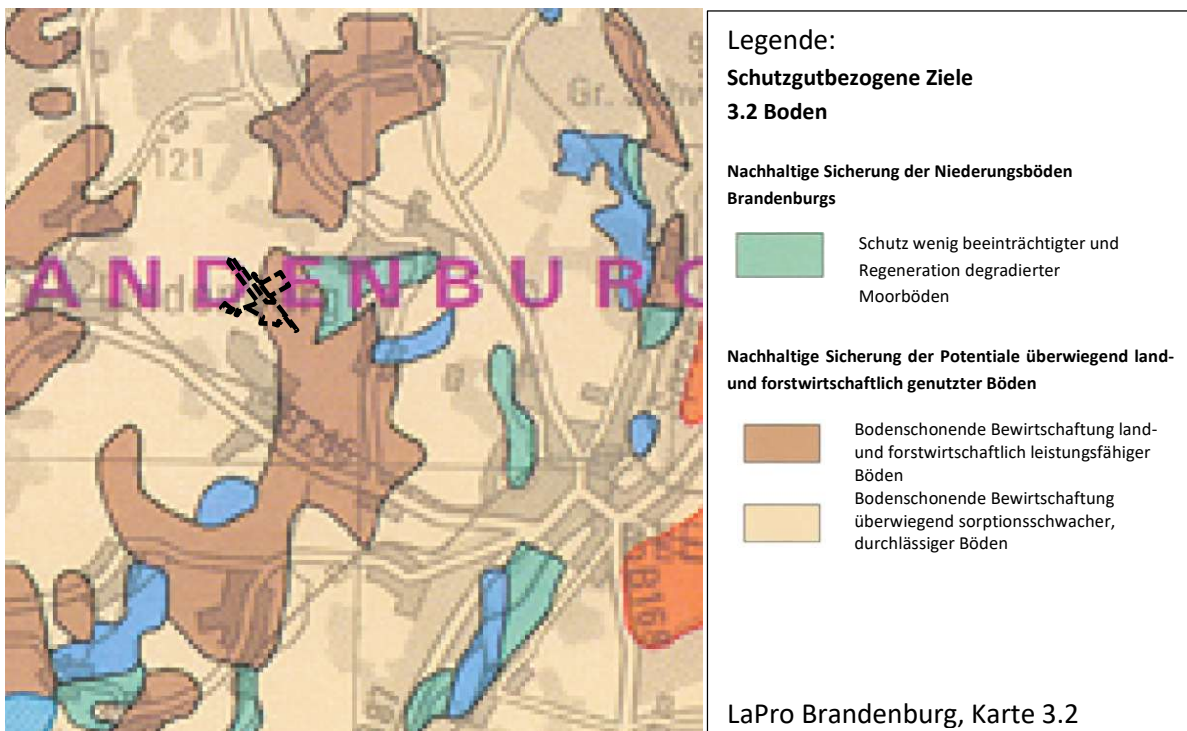 121
Gr.
ANDENBURG
B168
Legende:
Schutzgutbezogene Ziele
3.2 Boden
Nachhaltige Sicherung der Niederungsböden
Brandenburgs
Schutz wenig beeinträchtigter und
Regeneration degradierter
Moorböden
Nachhaltige Sicherung der Potentiale überwiegend land-
und forstwirtschaftlich genutzter Böden
Bodenschonende Bewirtschaftung land-
und forstwirtschaftlich leistungsfähiger
Böden
Bodenschonende Bewirtschaftung
überwiegend sorptionsschwacher,
durchlässiger Böden
LaPro Brandenburg, Karte 3.2